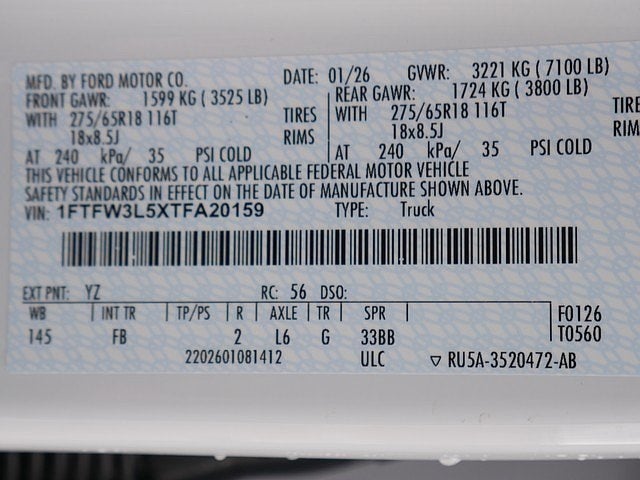 MFD. BY FORD MOTOR CO. DATE: 01/26 GVWR: 3221 KG ( 7100 LB)
FRONT GAWR: 1599 KG ( 3525 LB) REAR GAWR: 1724 KG ( 3800 LB)
WITH 275/65R18 116T TIRES WITH 275/65R18 116T TIRE
18x8.5J RIMS 18x8.5J RIM
AT 240 kPa/ 35 PSI COLD AT 240 kPa/ 35 PSI COLD
THIS VEHICLE CONFORMS TO ALL APPLICABLE FEDERAL MOTOR VEHICLE
SAFETY STANDARDS IN EFFECT ON THE DATE OF MANUFACTURE SHOWN ABOVE.
VIN: 1FTFW3L5XTFA20159 TYPE: Truck
EXT PNT: YZ RC: 56 DSO:
WB INT TR TP/PS R AXLE TR SPR F0126
145 FB 2 L6 G 33BB T0560
2202601081412 ULC ▽ RU5A-3520472-AB